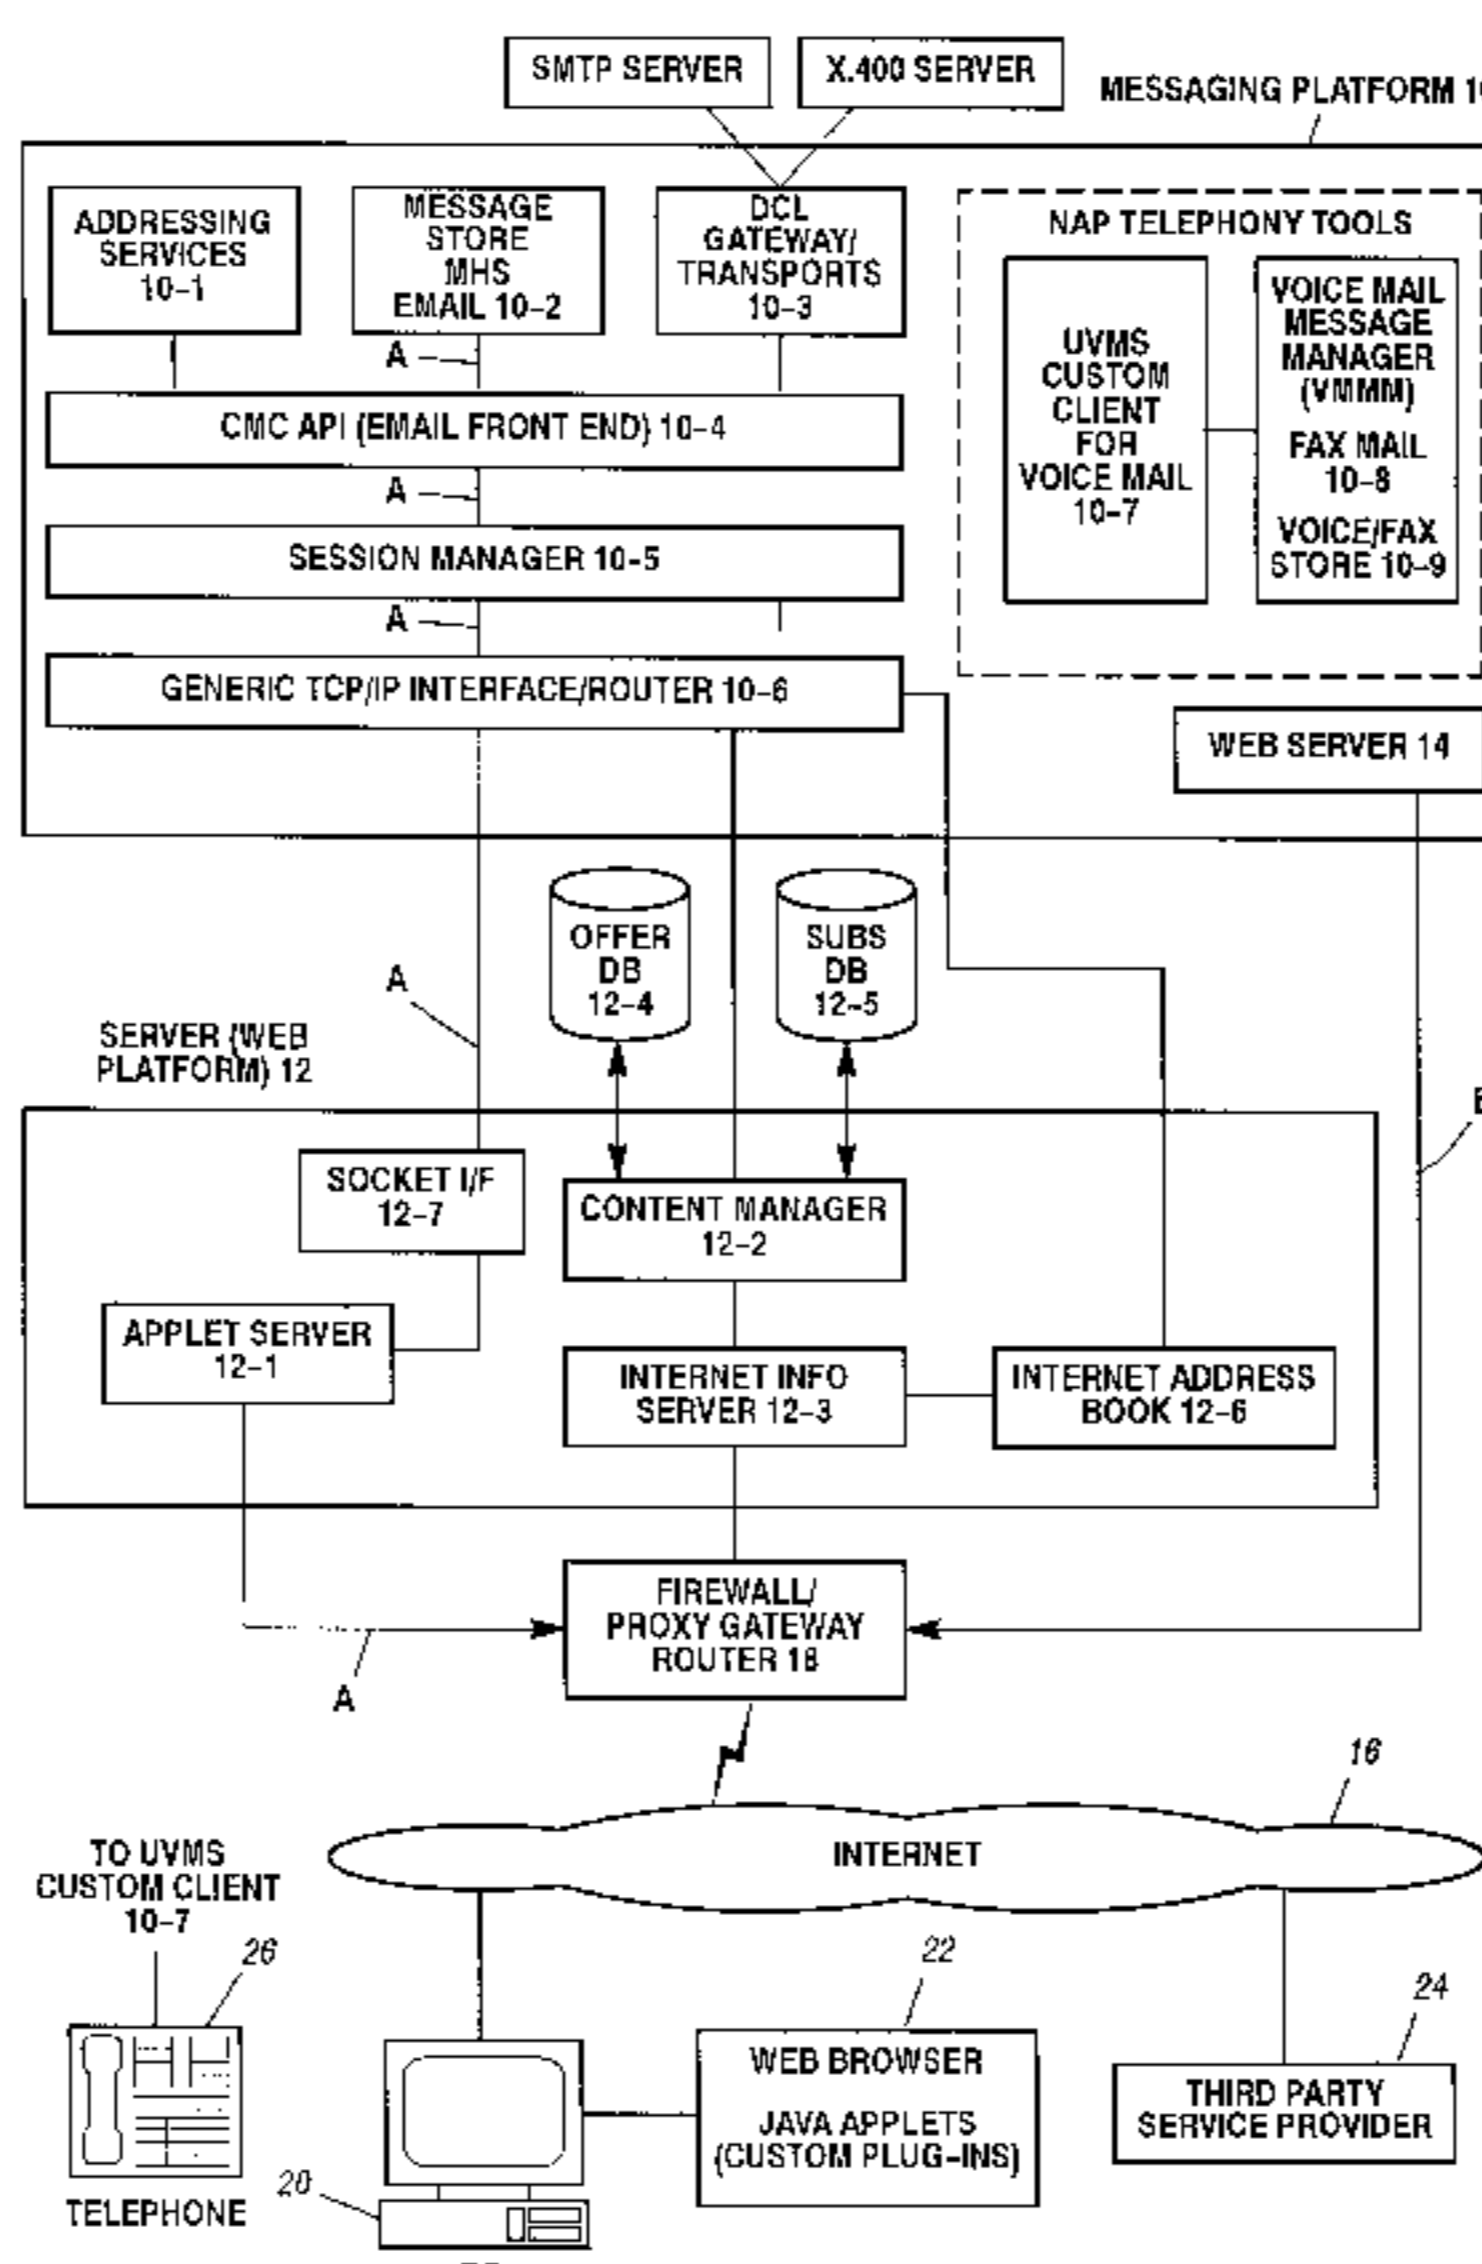 SMTP SERVER
X.400 SERVER
MESSAGING PLATFORM
ADDRESSING
SERVICES
10-1
MESSAGE
STORE
MHS
EMAIL 10-2
DCL
GATEWAY/
TRANSPORTS
10-3
NAP TELEPHONY TOOLS
UVMS
CUSTOM
CLIENT
FOR
VOICE MAIL
10-7
VOICE MAIL
MESSAGE
MANAGER
(VMMM)
FAX MAIL
10-8
VOICE/FAX
STORE 10-9
A
CMC API (EMAIL FRONT END) 10-4
A
SESSION MANAGER 10-5
A
GENERIC TCP/IP INTERFACE/ROUTER 10-6
WEB SERVER 14
OFFER
DB
12-4
SUBS
DB
12-5
A
SERVER (WEB
PLATFORM) 12
SOCKET I/F
12-7
CONTENT MANAGER
12-2
APPLET SERVER
12-1
INTERNET INFO
SERVER 12-3
INTERNET ADDRESS
BOOK 12-6
FIREWALL/
PROXY GATEWAY
ROUTER 18
A
16
INTERNET
TO UVMS
CUSTOM CLIENT
10-7
26
22
24
WEB BROWSER
JAVA APPLETS
(CUSTOM PLUG-INS)
THIRD PARTY
SERVICE PROVIDER
20
TELEPHONE